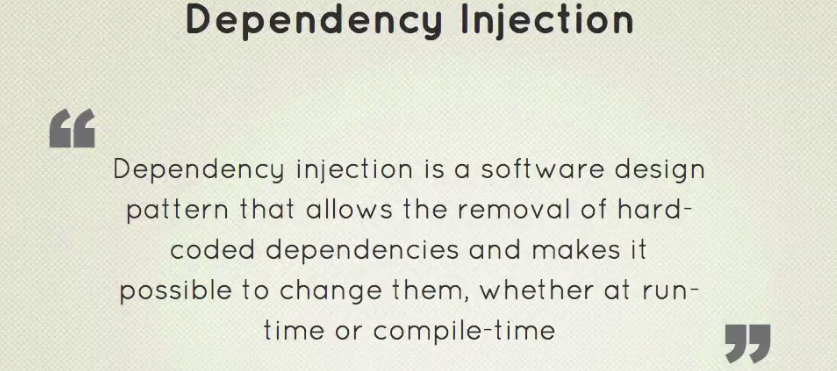 Dependency Injection
“
Dependency injection is a software design
pattern that allows the removal of hard-
coded dependencies and makes it
possible to change them, whether at run-
time or compile-time
”